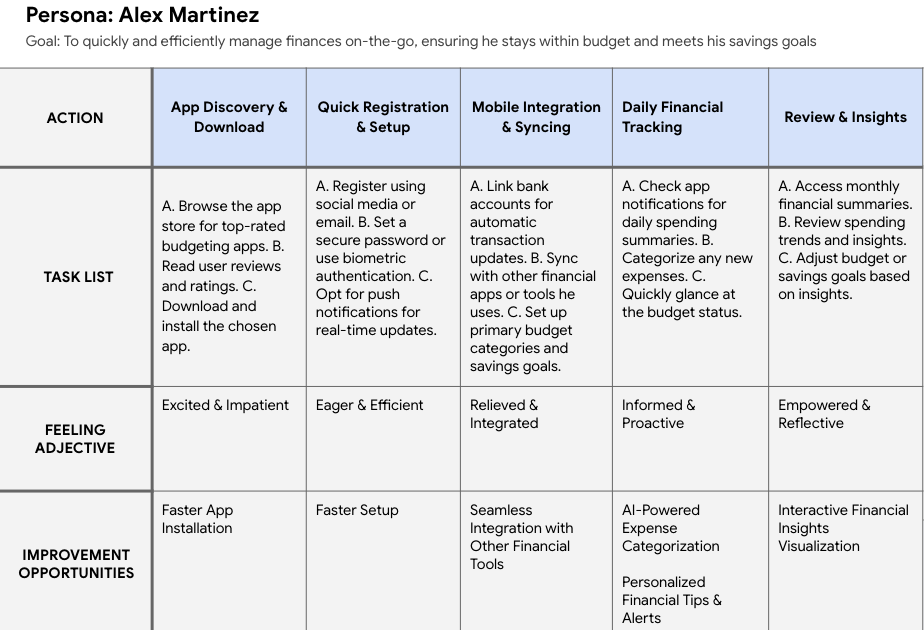 Persona: Alex Martinez
Goal: To quickly and efficiently manage finances on-the-go, ensuring he stays within budget and meets his savings goals
ACTION
App Discovery &
Download
Quick Registration
& Setup
Mobile Integration
& Syncing
Daily Financial
Tracking
Review & Insights
TASK LIST
A. Browse the app
store for top-rated
budgeting apps. B.
Read user reviews
and ratings. C.
Download and
install the chosen
app.
A. Register using
social media or
email. B. Set a
secure password or
use biometric
authentication. C.
Opt for push
notifications for
real-time updates.
A. Link bank
accounts for
automatic
transaction
updates. B. Sync
with other financial
apps or tools he
uses. C. Set up
primary budget
categories and
savings goals.
A. Check app
notifications for
daily spending
summaries. B.
Categorize any new
expenses. C.
Quickly glance at
the budget status.
A. Access monthly
financial summaries.
B. Review spending
trends and insights.
C. Adjust budget or
savings goals based
on insights.
FEELING
ADJECTIVE
Excited & Impatient
Eager & Efficient
Relieved &
Integrated
Informed &
Proactive
Empowered &
Reflective
IMPROVEMENT
OPPORTUNITIES
Faster App
Installation
Faster Setup
Seamless
Integration with
Other Financial
Tools
AI-Powered
Expense
Categorization
Personalized
Financial Tips &
Alerts
Interactive Financial
Insights
Visualization